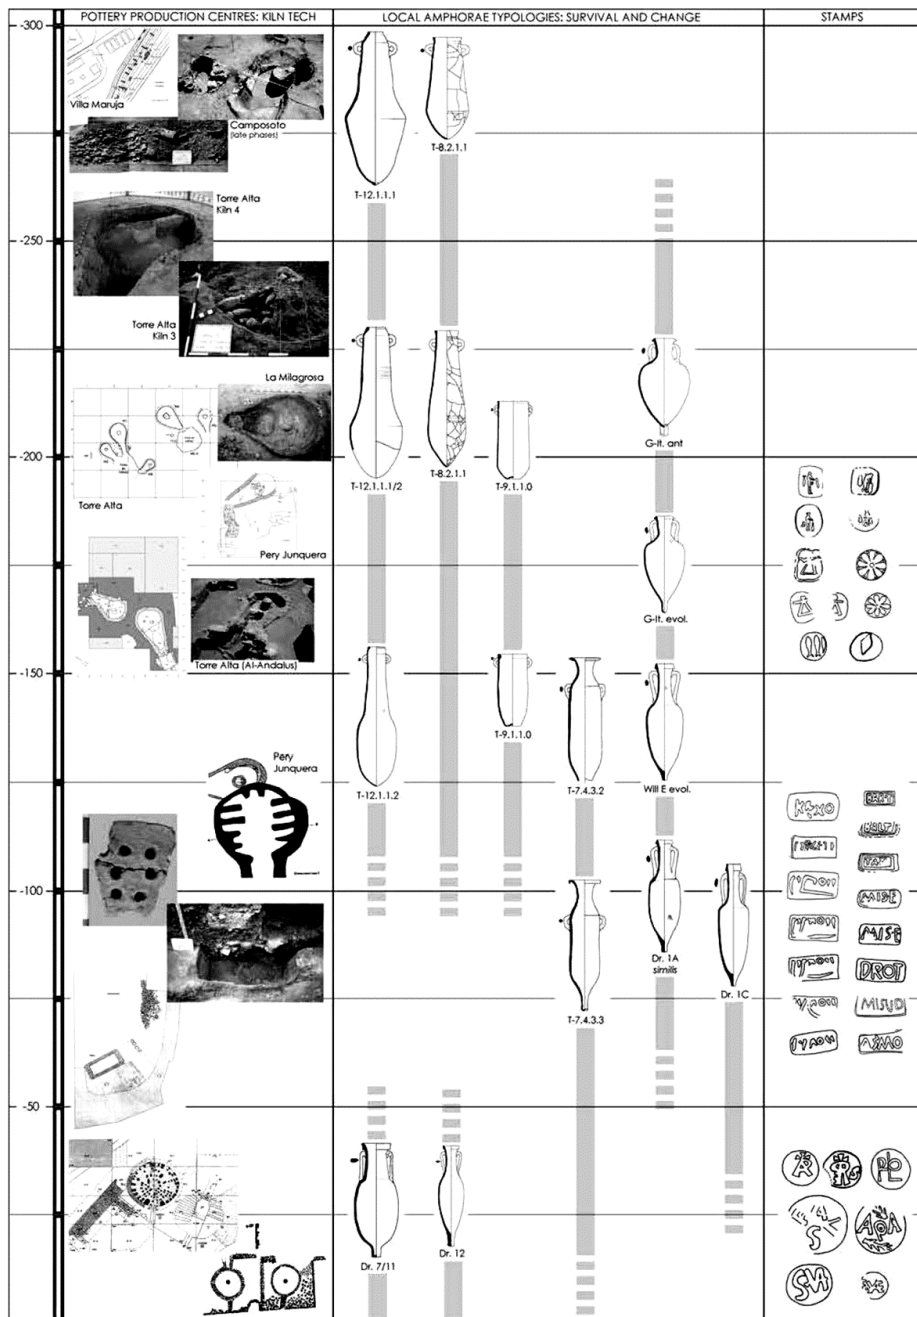 POTTERY PRODUCTION CENTRES: KILN TECH
LOCAL AMPHORAE TYPOLOGIES: SURVIVAL AND CHANGE
STAMPS
-300
Villa Maruja
Camposoto
(late phases)
T-12.1.1.1
T-8.2.1.1
Torre Alta
Kiln 4
-250
Torre Alta
Kiln 3
La Milagrosa
G-It. ant
-200
T-12.1.1.1/2
T-8.2.1.1
T-9.1.1.0
Torre Alta
Pery Junquera
G-It. evol.
Torre Alta (Al-Andalus)
-150
T-9.1.1.0
Pery
Junquera
T-12.1.1.2
T-7.4.3.2
Will E evol.
-100
MISE
MISE
DROT
Dr. 1A
similis
Dr. 1C
T-7.4.3.3
-50
Dr. 7/11
Dr. 12